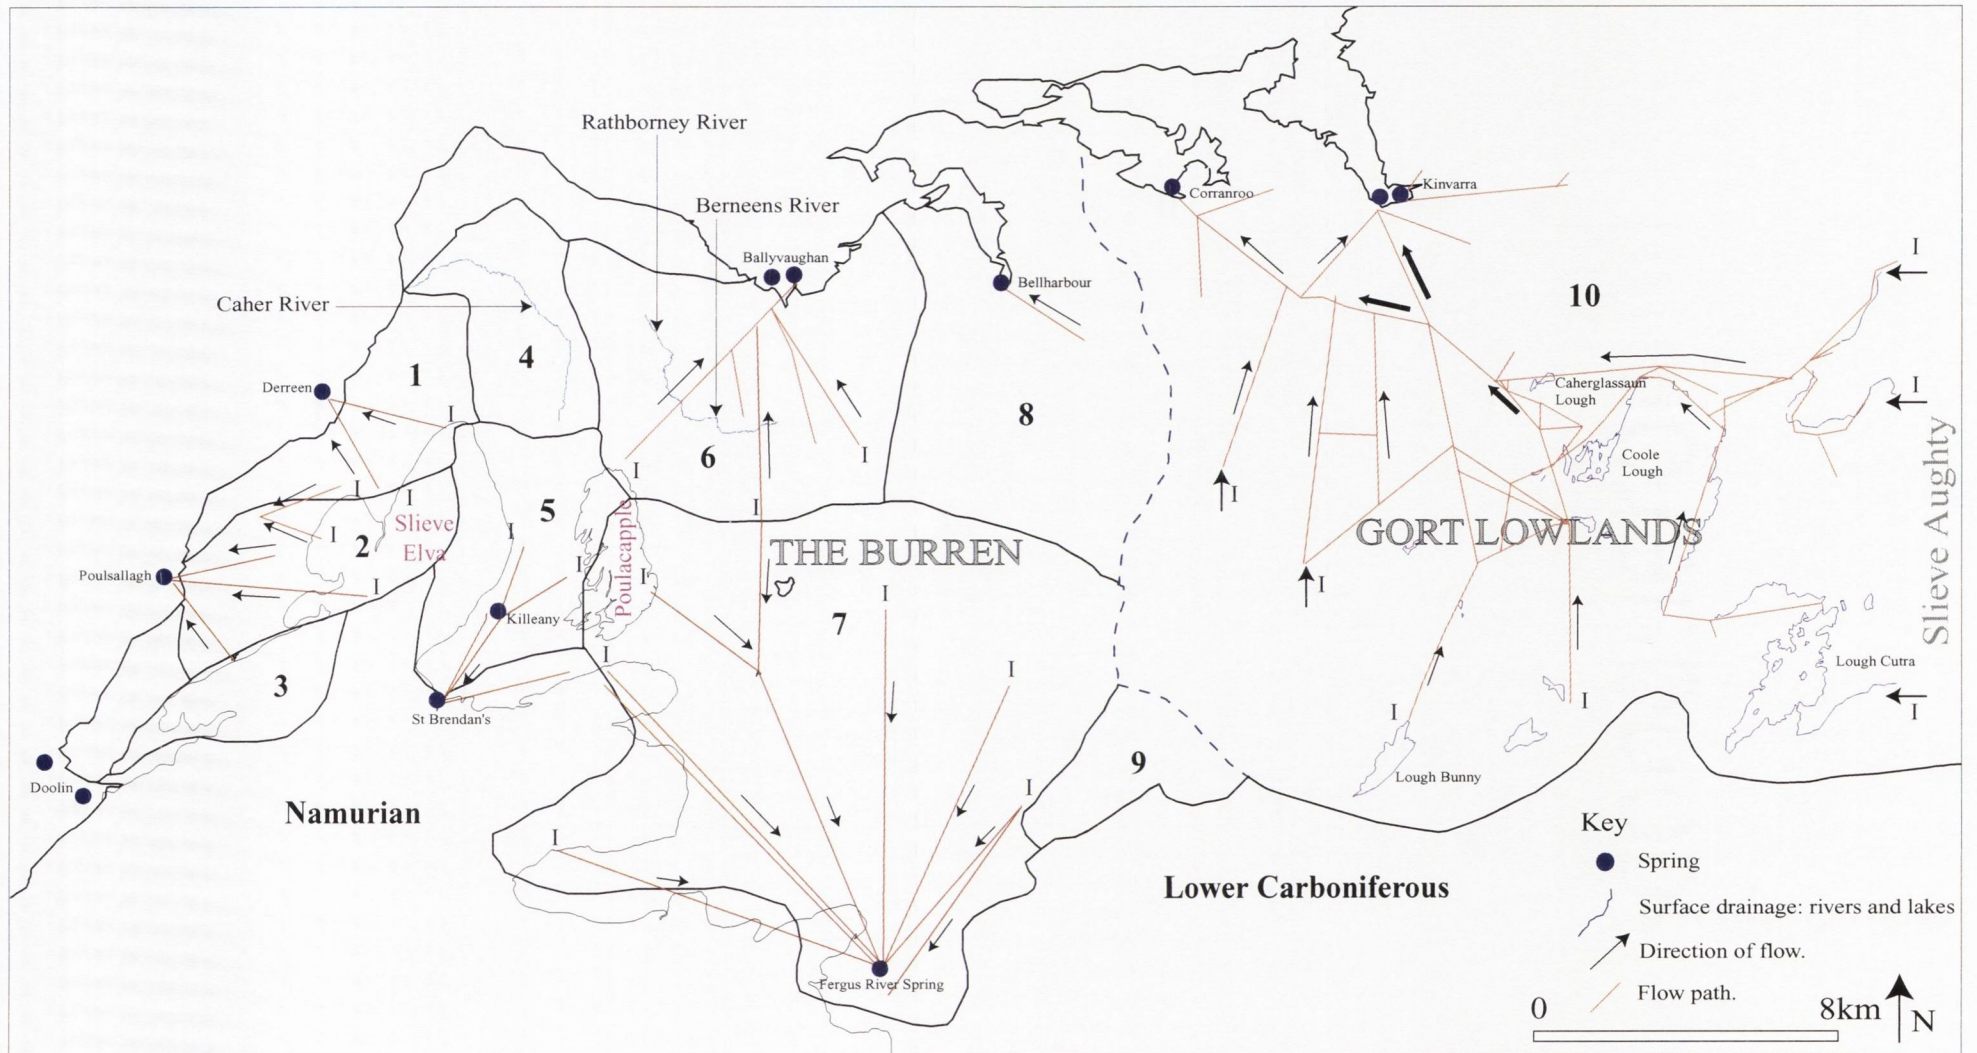 Rathborney River
Berneens River
Kinvarra
Corranroo
I
Ballyvaughan
Bellharbour
10
Caher River
4
1
Derreen
I
8
Caherglassaun
Lough
I
I
6
I
Coole
Lough
I
I
I
I
Slieve
Elva
I
2
I
5
I
Poulacapple
THE BURREN
GORT LOWLANDS
Slieve Aughty
Poulsallagh
I
I
I
I
I
Killeany
7
I
3
I
I
Lough Cutra
St Brendan's
I
I
I
Doolin
9
Lough Bunny
I
Namurian
I
Key
Spring
Lower Carboniferous
Surface drainage: rivers and lakes
Direction of flow.
Fergus River Spring
Flow path.
0
8km
N